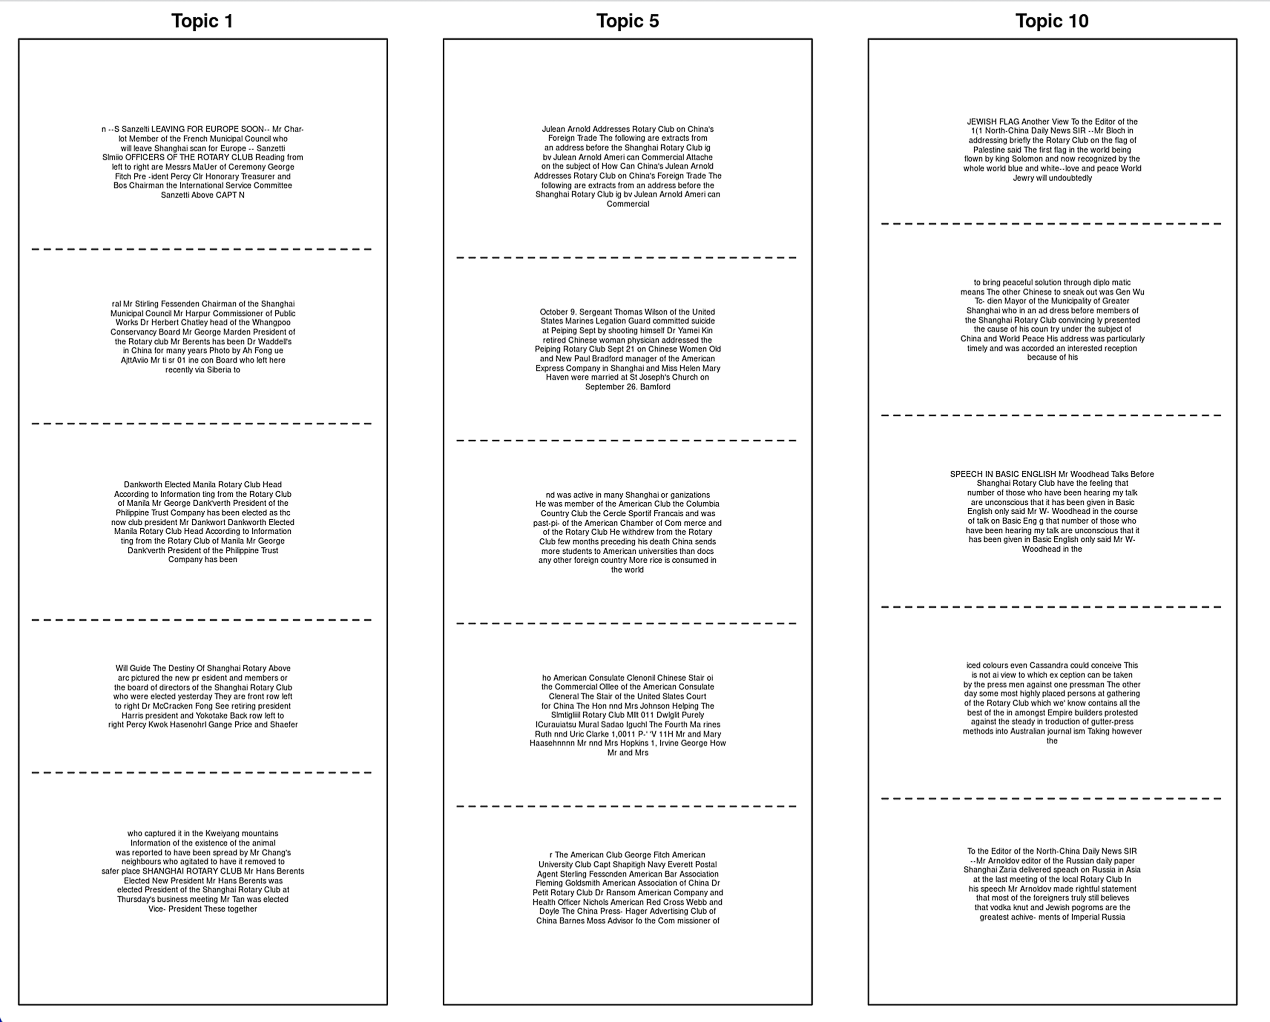 Topic 1
n --S Sanzelti LEAVING FOR EUROPE SOON-- Mr Char-
lot Member of the French Municipal Council who
will leave Shanghai scan for Europe -- Sanzetti
Slmiio OFFICERS OF THE ROTARY CLUB Reading from
left to right are Messrs MaUer of Ceremony George
Fitch Pre -ident Percy Clr Honorary Treasurer and
Bos Chairman the International Service Committee
Sanzetti Above CAPT N
ral Mr Stirling Fessenden Chairman of the Shanghai
Municipal Council Mr Harpur Commissioner of Public
Works Dr Herbert Chatley head of the Whangpoo
Conservancy Board Mr George Marden President of
the Rotary club Mr Berents has been Dr Waddell's
in China for many years Photo by Ah Fong ue
AjttAviio Mr ti sr 01 ine con Board who left here
recently via Siberia to
Dankworth Elected Manila Rotary Club Head
According to Information ting from the Rotary Club
of Manila Mr George Dank'verth President of the
Philippine Trust Company has been elected as thc
now club president Mr Dankwort Dankworth Elected
Manila Rotary Club Head According to Information
ting from the Rotary Club of Manila Mr George
Dank'verth President of the Philippine Trust
Company has been
Will Guide The Destiny Of Shanghai Rotary Above
arc pictured the new pr esident and members or
the board of directors of the Shanghai Rotary Club
who were elected yesterday They are front row left
to right Dr McCracken Fong See retiring president
Harris president and Yokotake Back row left to
right Percy Kwok Hasenohrl Gange Price and Shaefer
who captured it in the Kweiyang mountains
Information of the existence of the animal
was reported to have been spread by Mr Chang's
neighbours who agitated to have it removed to
safer place SHANGHAI ROTARY CLUB Mr Hans Berents
Elected New President Mr Hans Berents was
elected President of the Shanghai Rotary Club at
Thursday's business meeting Mr Tan was elected
Vice- President These together
Topic 5
Julean Arnold Addresses Rotary Club on China's
Foreign Trade The following are extracts from
an address before the Shanghai Rotary Club ig
bv Julean Arnold Ameri can Commercial Attache
on the subject of How Can China's Julean Arnold
Addresses Rotary Club on China's Foreign Trade The
following are extracts from an address before the
Shanghai Rotary Club ig bv Julean Arnold Ameri can
Commercial
October 9. Sergeant Thomas Wilson of the United
States Marines Legation Guard committed suicide
at Peiping Sept by shooting himself Dr Yamei Kin
retired Chinese woman physician addressed the
Peiping Rotary Club Sept 21 on Chinese Women Old
and New Paul Bradford manager of the American
Express Company in Shanghai and Miss Helen Mary
Haven were married at St Joseph's Church on
September 26. Bamford
nd was active in many Shanghai or ganizations
He was member of the American Club the Columbia
Country Club the Cercle Sportif Francais and was
past-pi- of the American Chamber of Com merce and
of the Rotary Club He withdrew from the Rotary
Club few months preceding his death China sends
more students to American universities than docs
any other foreign country More rice is consumed in
the world
ho American Consulate Clenonil Chinese Stair oi
the Commercial Ollee of the American Consulate
Cleneral The Stair of the United Slates Court
for China The Hon nnd Mrs Johnson Helping The
Slmtigliiil Rotary Club Mlt 011 Dwlglt Purely
ICurauiatsu Mural Sadao Iguchl The Fourth Ma rines
Ruth nnd Uric Clarke 1,0011 P-' 'V 11H Mr and Mary
Haasehnnnn Mr nnd Mrs Hopkins 1, Irvine George How
Mr and Mrs
r The American Club George Fitch American
University Club Capt Shapitigh Navy Everett Postal
Agent Sterling Fesscnden American Bar Association
Fleming Goldsmith American Association of China Dr
Petit Rotary Club Dr Ransom American Company and
Health Officer Nichols American Red Cross Webb and
Doyle The China Press- Hager Advertising Club of
China Barnes Moss Advisor fo the Com missioner of
Topic 10
JEWISH FLAG Another View To the Editor of the
1(1 North-China Daily News SIR --Mr Bloch in
addressing briefly the Rotary Club on the flag of
Palestine said The first flag in the world being
flown by king Solomon and now recognized by the
whole world blue and white--love and peace World
Jewry will undoubtedly
to bring peaceful solution through diplo matic
means The other Chinese to sneak out was Gen Wu
Tc- dien Mayor of the Municipality of Greater
Shanghai who in an ad dress before members of
the Shanghai Rotary Club convincing ly presented
the cause of his coun try under the subject of
China and World Peace His address was particularly
timely and was accorded an interested reception
because of his
SPEECH IN BASIC ENGLISH Mr Woodhead Talks Before
Shanghai Rotary Club have the feeling that
number of those who have been hearing my talk
are unconscious that it has been given in Basic
English only said Mr W- Woodhead in the course
of talk on Basic Eng g that number of those who
have been hearing my talk are unconscious that it
has been given in Basic English only said Mr W-
Woodhead in the
iced colours even Cassandra could conceive This
is not ai view to which ex ception can be taken
by the press men against one pressman The other
day some most highly placed persons at gathering
of the Rotary Club which we' know contains all the
best of the in amongst Empire builders protested
against the steady in troduction of gutter-press
methods into Australian journal ism Taking however
the
To the Editor of the North-China Daily News SIR
--Mr Arnoldov editor of the Russian daily paper
Shanghai Zaria delivered speach on Russia in Asia
at the last meeting of the local Rotary Club In
his speech Mr Arnoldov made rightful statement
that most of the foreigners truly still believes
that vodka knut and Jewish pogroms are the
greatest achive- ments of Imperial Russia